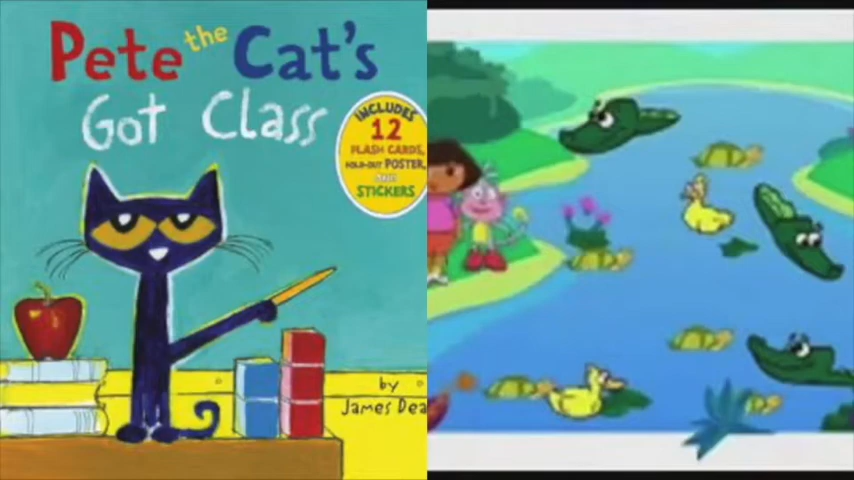 Pete the Cat's
Got Class
INCLUDES
12
FLASH CARDS,
FOLD-OUT POSTER,
AND
STICKERS
by
James Dea